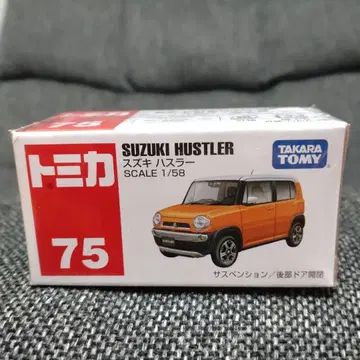 75
トミカ
75
SUZUKI HUSTLER
スズキ ハスラー
SCALE 1/58
TAKARA
TOMY
サスペンション／後部ドア開閉